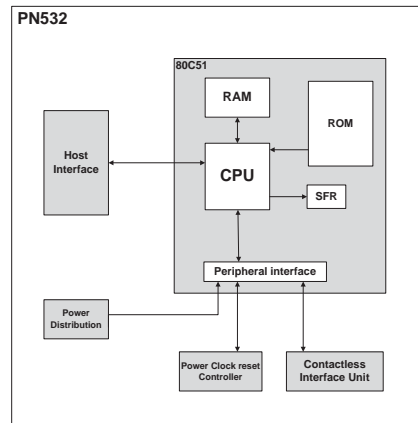 PN532
80C51
RAM
ROM
Host
Interface
CPU
SFR
Peripheral interface
Power
Distribution
Power Clock reset
Controller
Contactless
Interface Unit